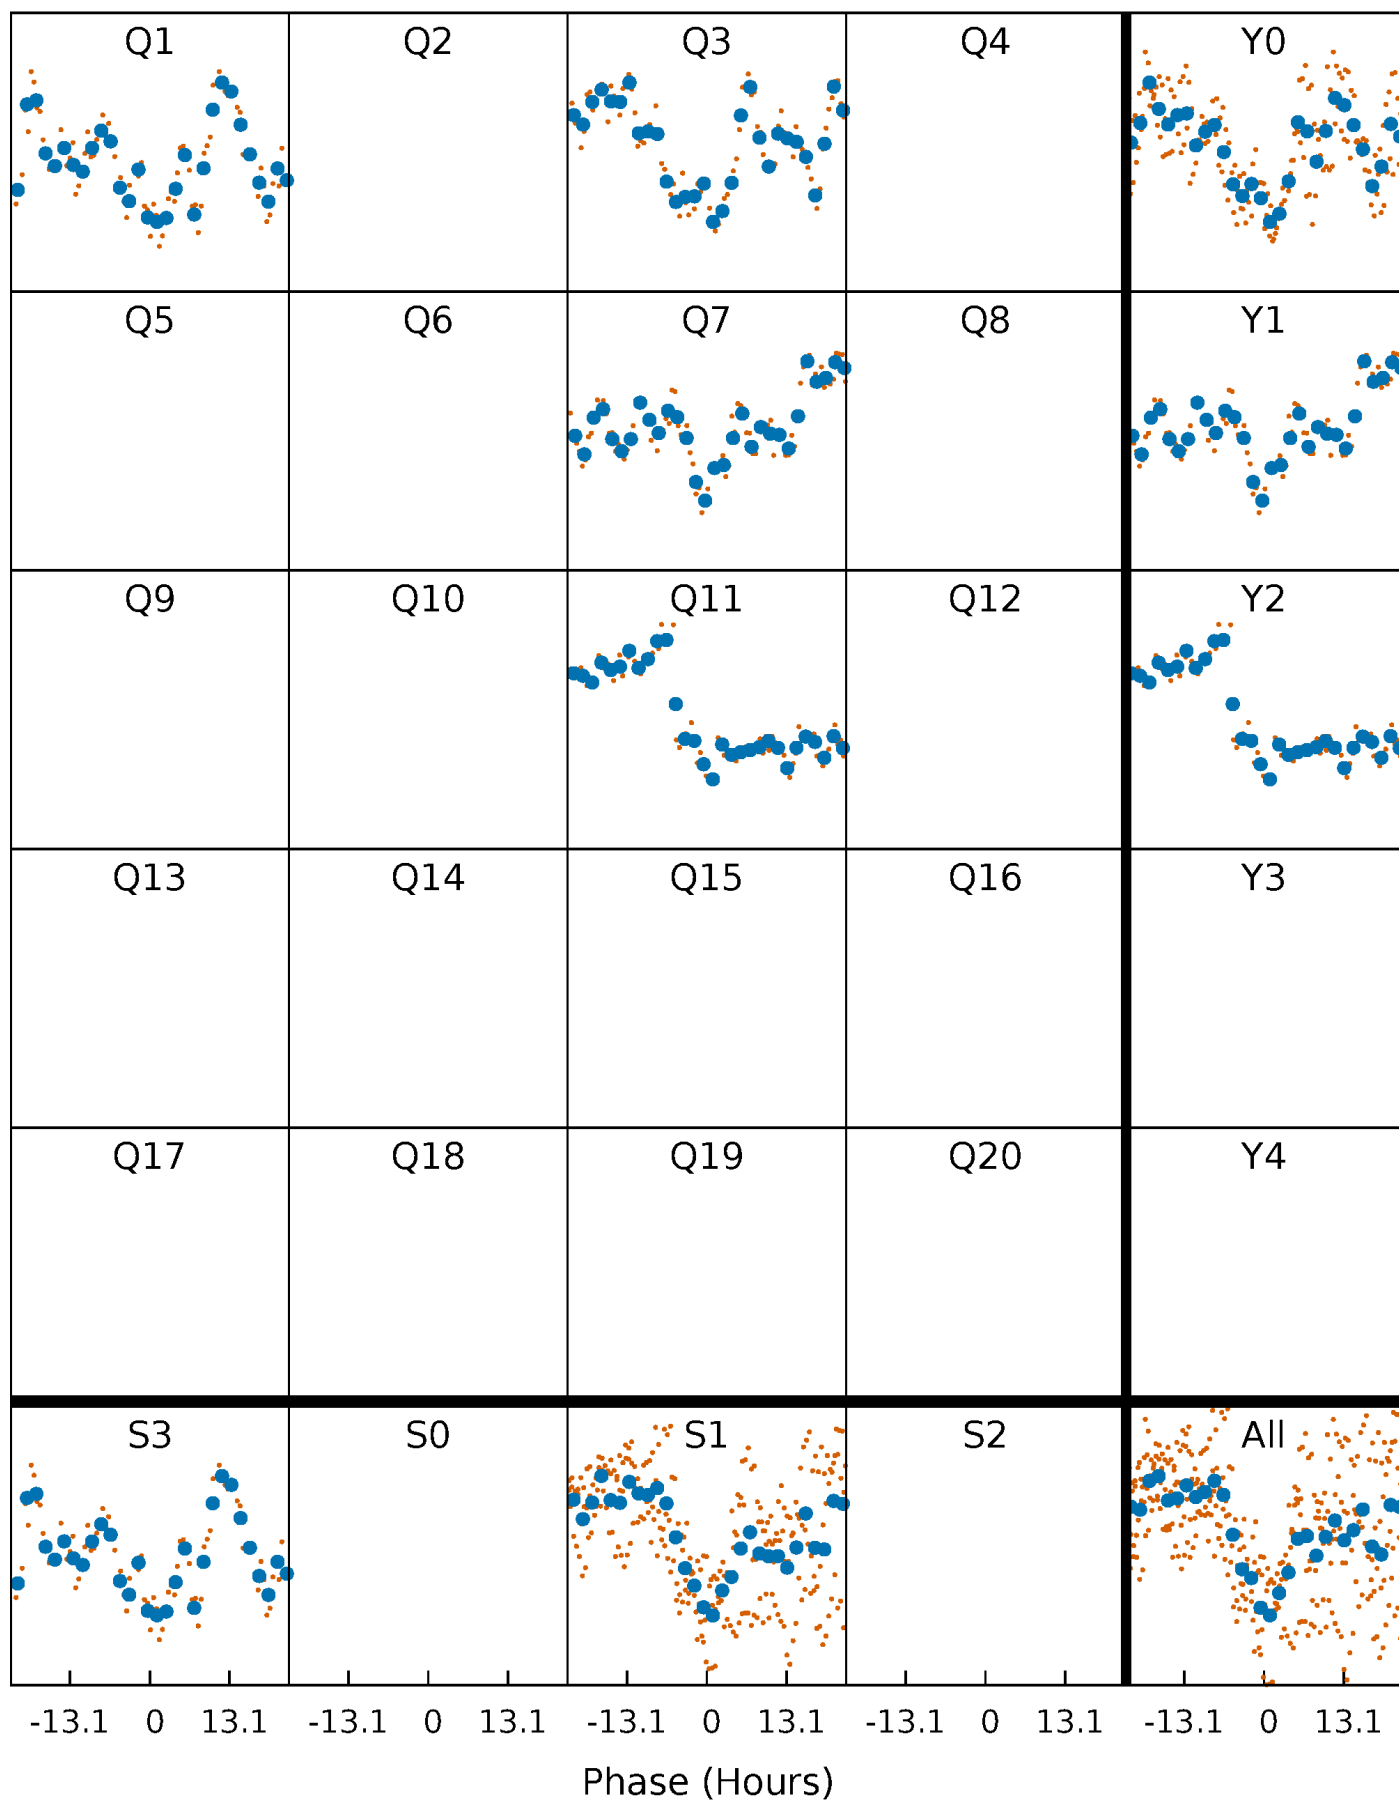 Q1 Q2 Q3 Q4 Y0
Q5 Q6 Q7 Q8 Y1
Q9 Q10 Q11 Q12 Y2
Q13 Q14 Q15 Q16 Y3
Q17 Q18 Q19 Q20 Y4
S3 S0 S1 S2 All
-13.1 0 13.1 -13.1 0 13.1 -13.1 0 13.1 -13.1 0 13.1 -13.1 0 13.1
Phase (Hours)